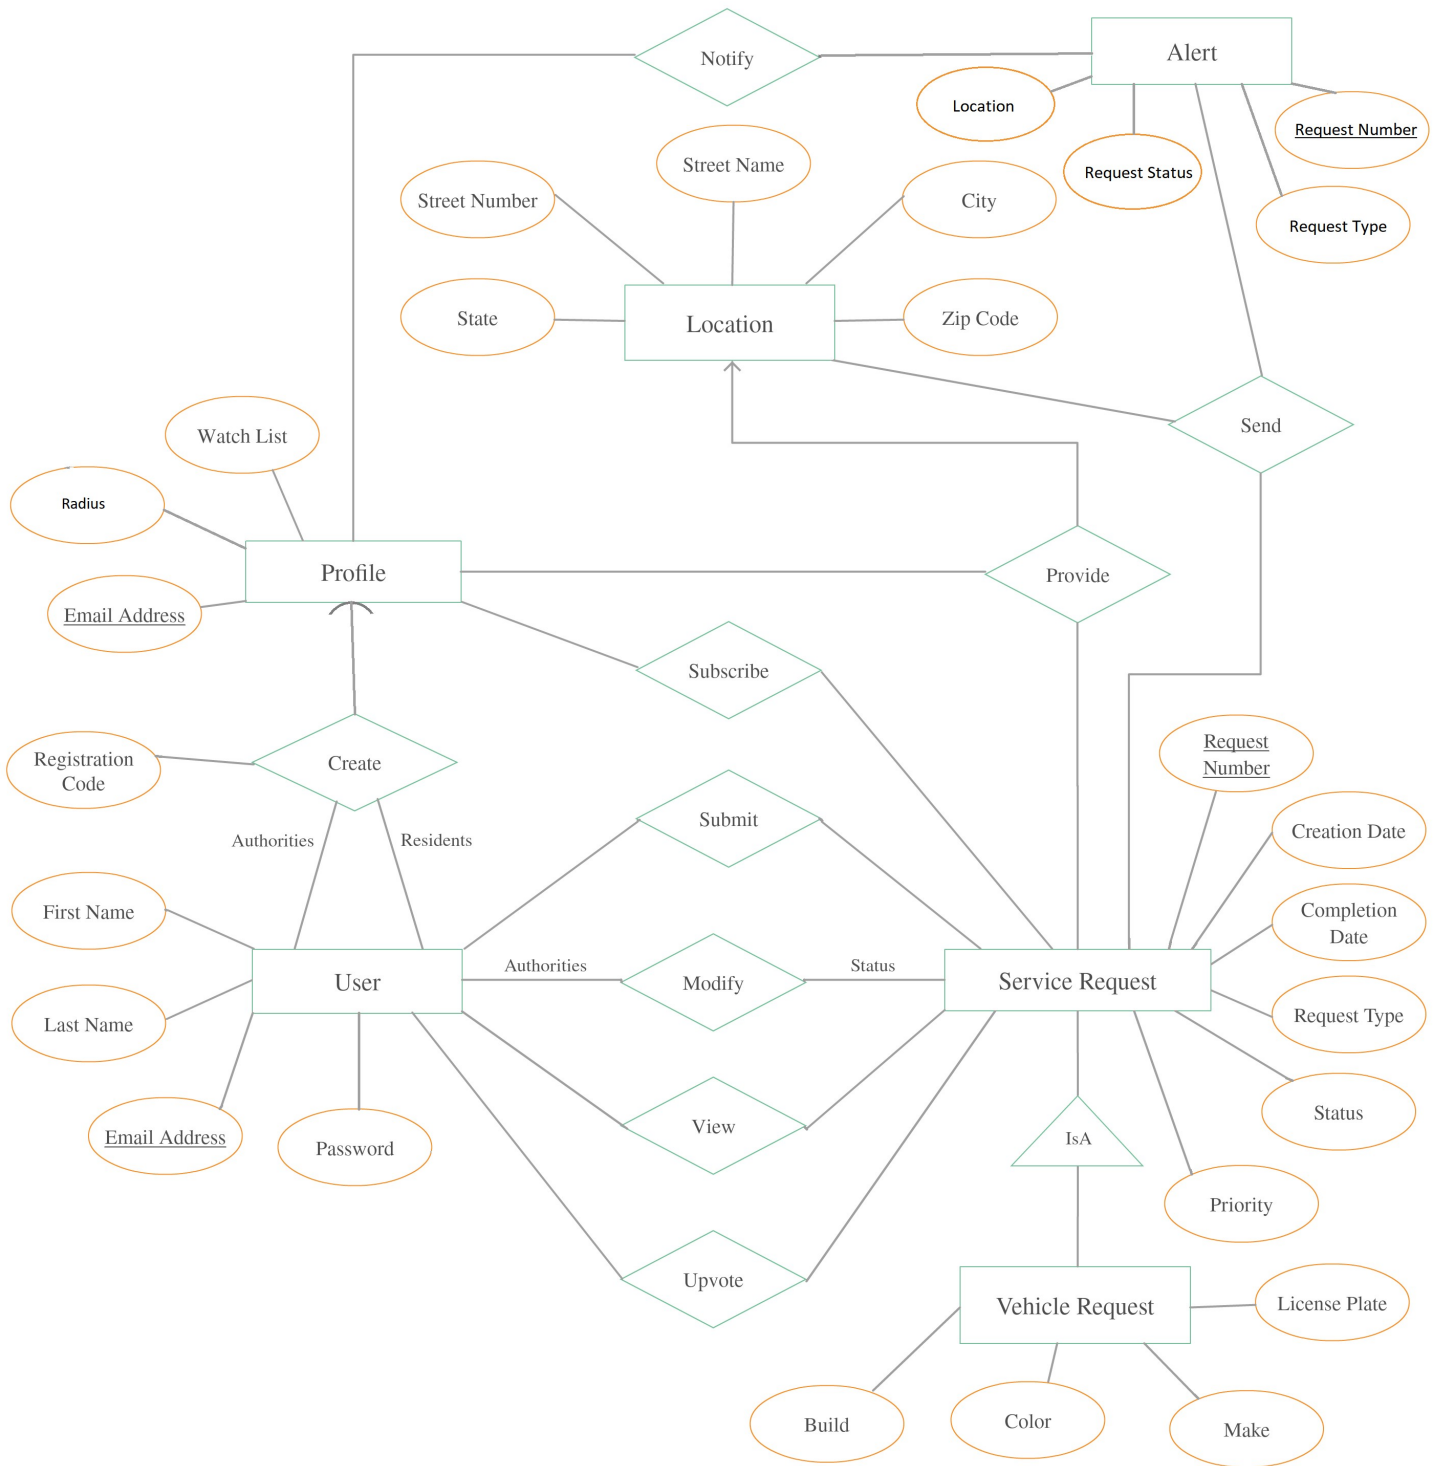 Notify
Alert
Location
Request Number
Street Name
Request Status
Street Number
City
Request Type
State
Location
Zip Code
Send
Watch List
Radius
Profile
Provide
Email Address
Subscribe
Registration
Code
Create
Request
Number
Authorities
Residents
Submit
Creation Date
First Name
Completion
Date
User
Authorities
Modify
Status
Service Request
Last Name
Request Type
Email Address
Password
View
IsA
Status
Priority
Upvote
Vehicle Request
License Plate
Build
Color
Make